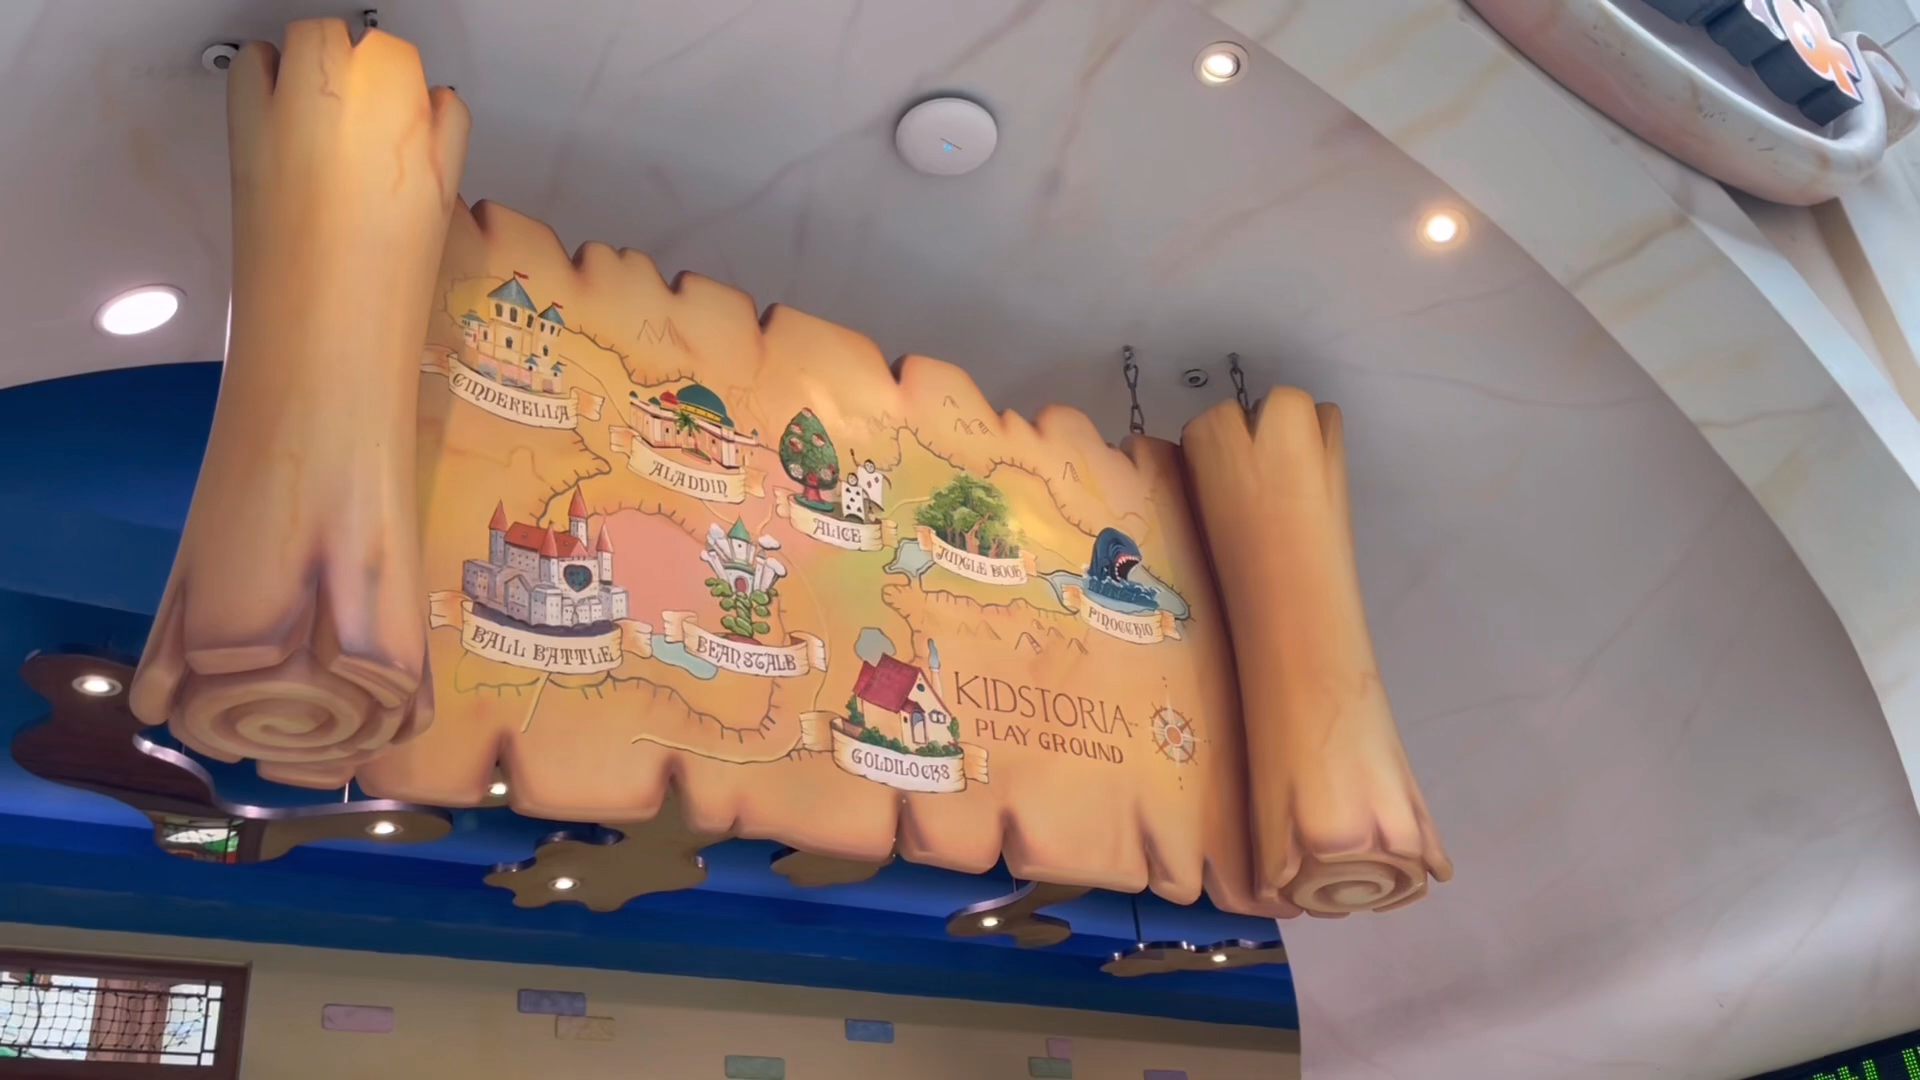 CINDERELLA
ALADDIN
ALICE
JUNGLE BOOK
PINOCCHIO
BALL BATTLE
BEANSTALB
GOLDILOCKS
KIDSTORIA
PLAY GROUND